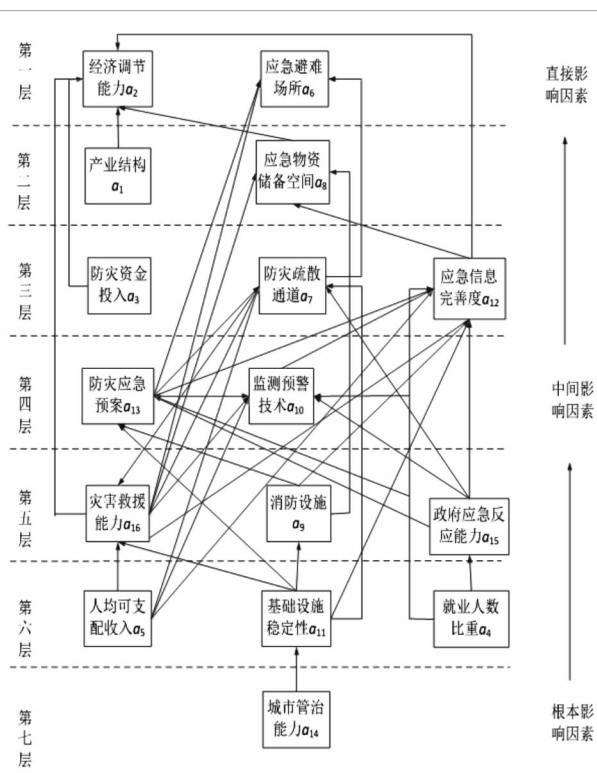 第一层
经济调节
能力a2
应急避难
场所a6
直接影
响因素
第二层
产业结构
a1
应急物资
储备空间a8
第三层
防灾资金
投入a3
防灾疏散
通道a7
应急信息
完善度a12
第四层
防灾应急
预案a13
监测预警
技术a10
中间影
响因素
第五层
灾害救援
能力a16
消防设施
a9
政府应急反
应能力a15
第六层
人均可支
配收入a5
基础设施
稳定性a11
就业人数
比重a4
第七层
城市管治
能力a14
根本影
响因素